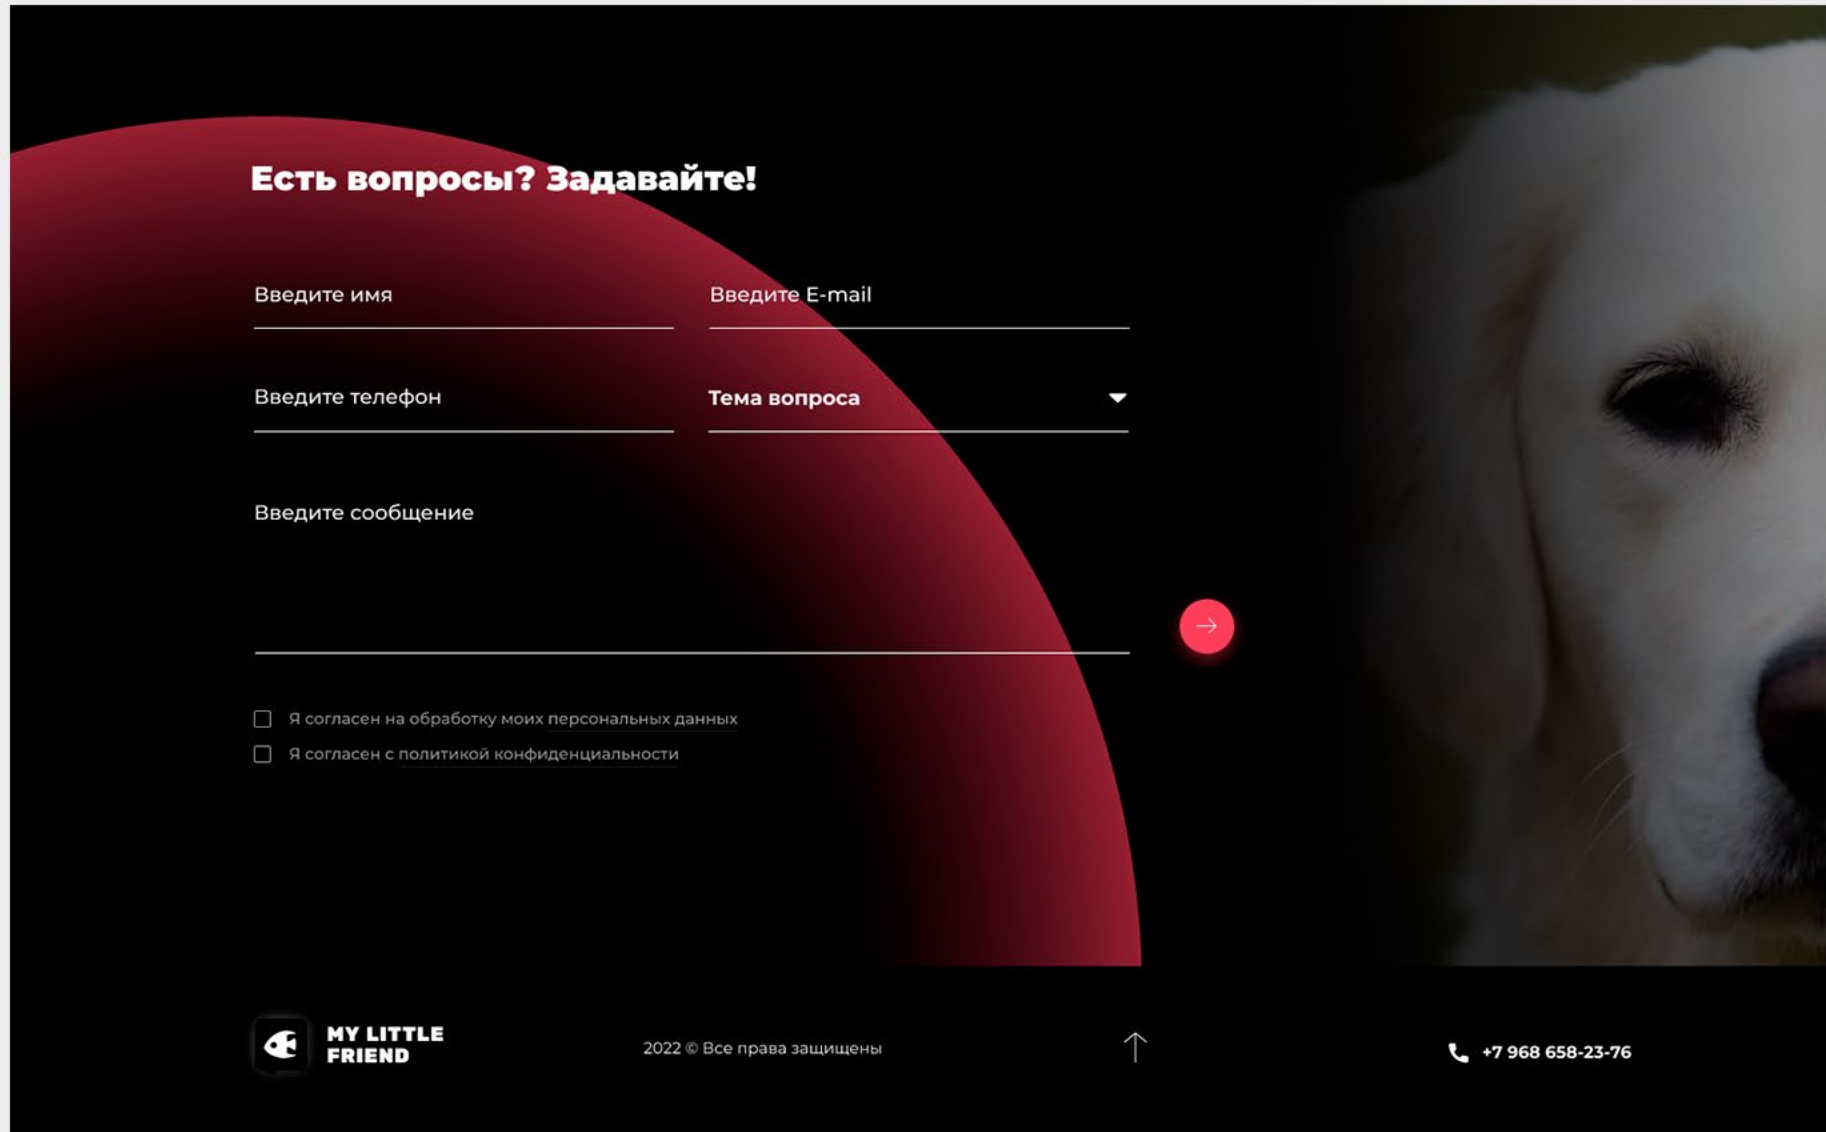 Есть вопросы? Задавайте!
Введите имя
Введите E-mail
Введите телефон
Тема вопроса
Введите сообщение
Я согласен на обработку моих персональных данных
Я согласен с политикой конфиденциальности
MY LITTLE
FRIEND
2022 © Все права защищены
+7 968 658-23-76